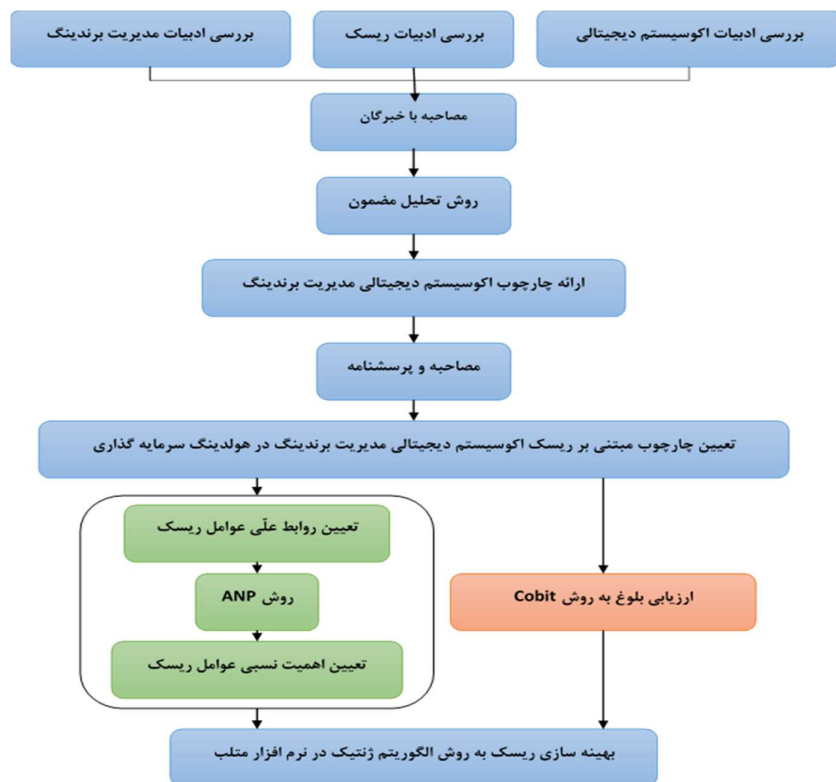 بررسی ادبیات اکوسیستم دیجیتالی
بررسی ادبیات ریسک
بررسی ادبیات مدیریت برندینگ
مصاحبه با خبرگان
روش تحلیل مضمون
ارائه چارچوب اکوسیستم دیجیتالی مدیریت برندینگ
مصاحبه و پرسشنامه
تعیین چارچوب مبتنی بر ریسک اکوسیستم دیجیتالی مدیریت برندینگ در هولدینگ سرمایه گذاری
تعیین روابط علّی عوامل ریسک
روش ANP
ارزیابی بلوغ به روش Cobit
تعیین اهمیت نسبی عوامل ریسک
بهینه سازی ریسک به روش الگوریتم ژنتیک در نرم افزار متلب